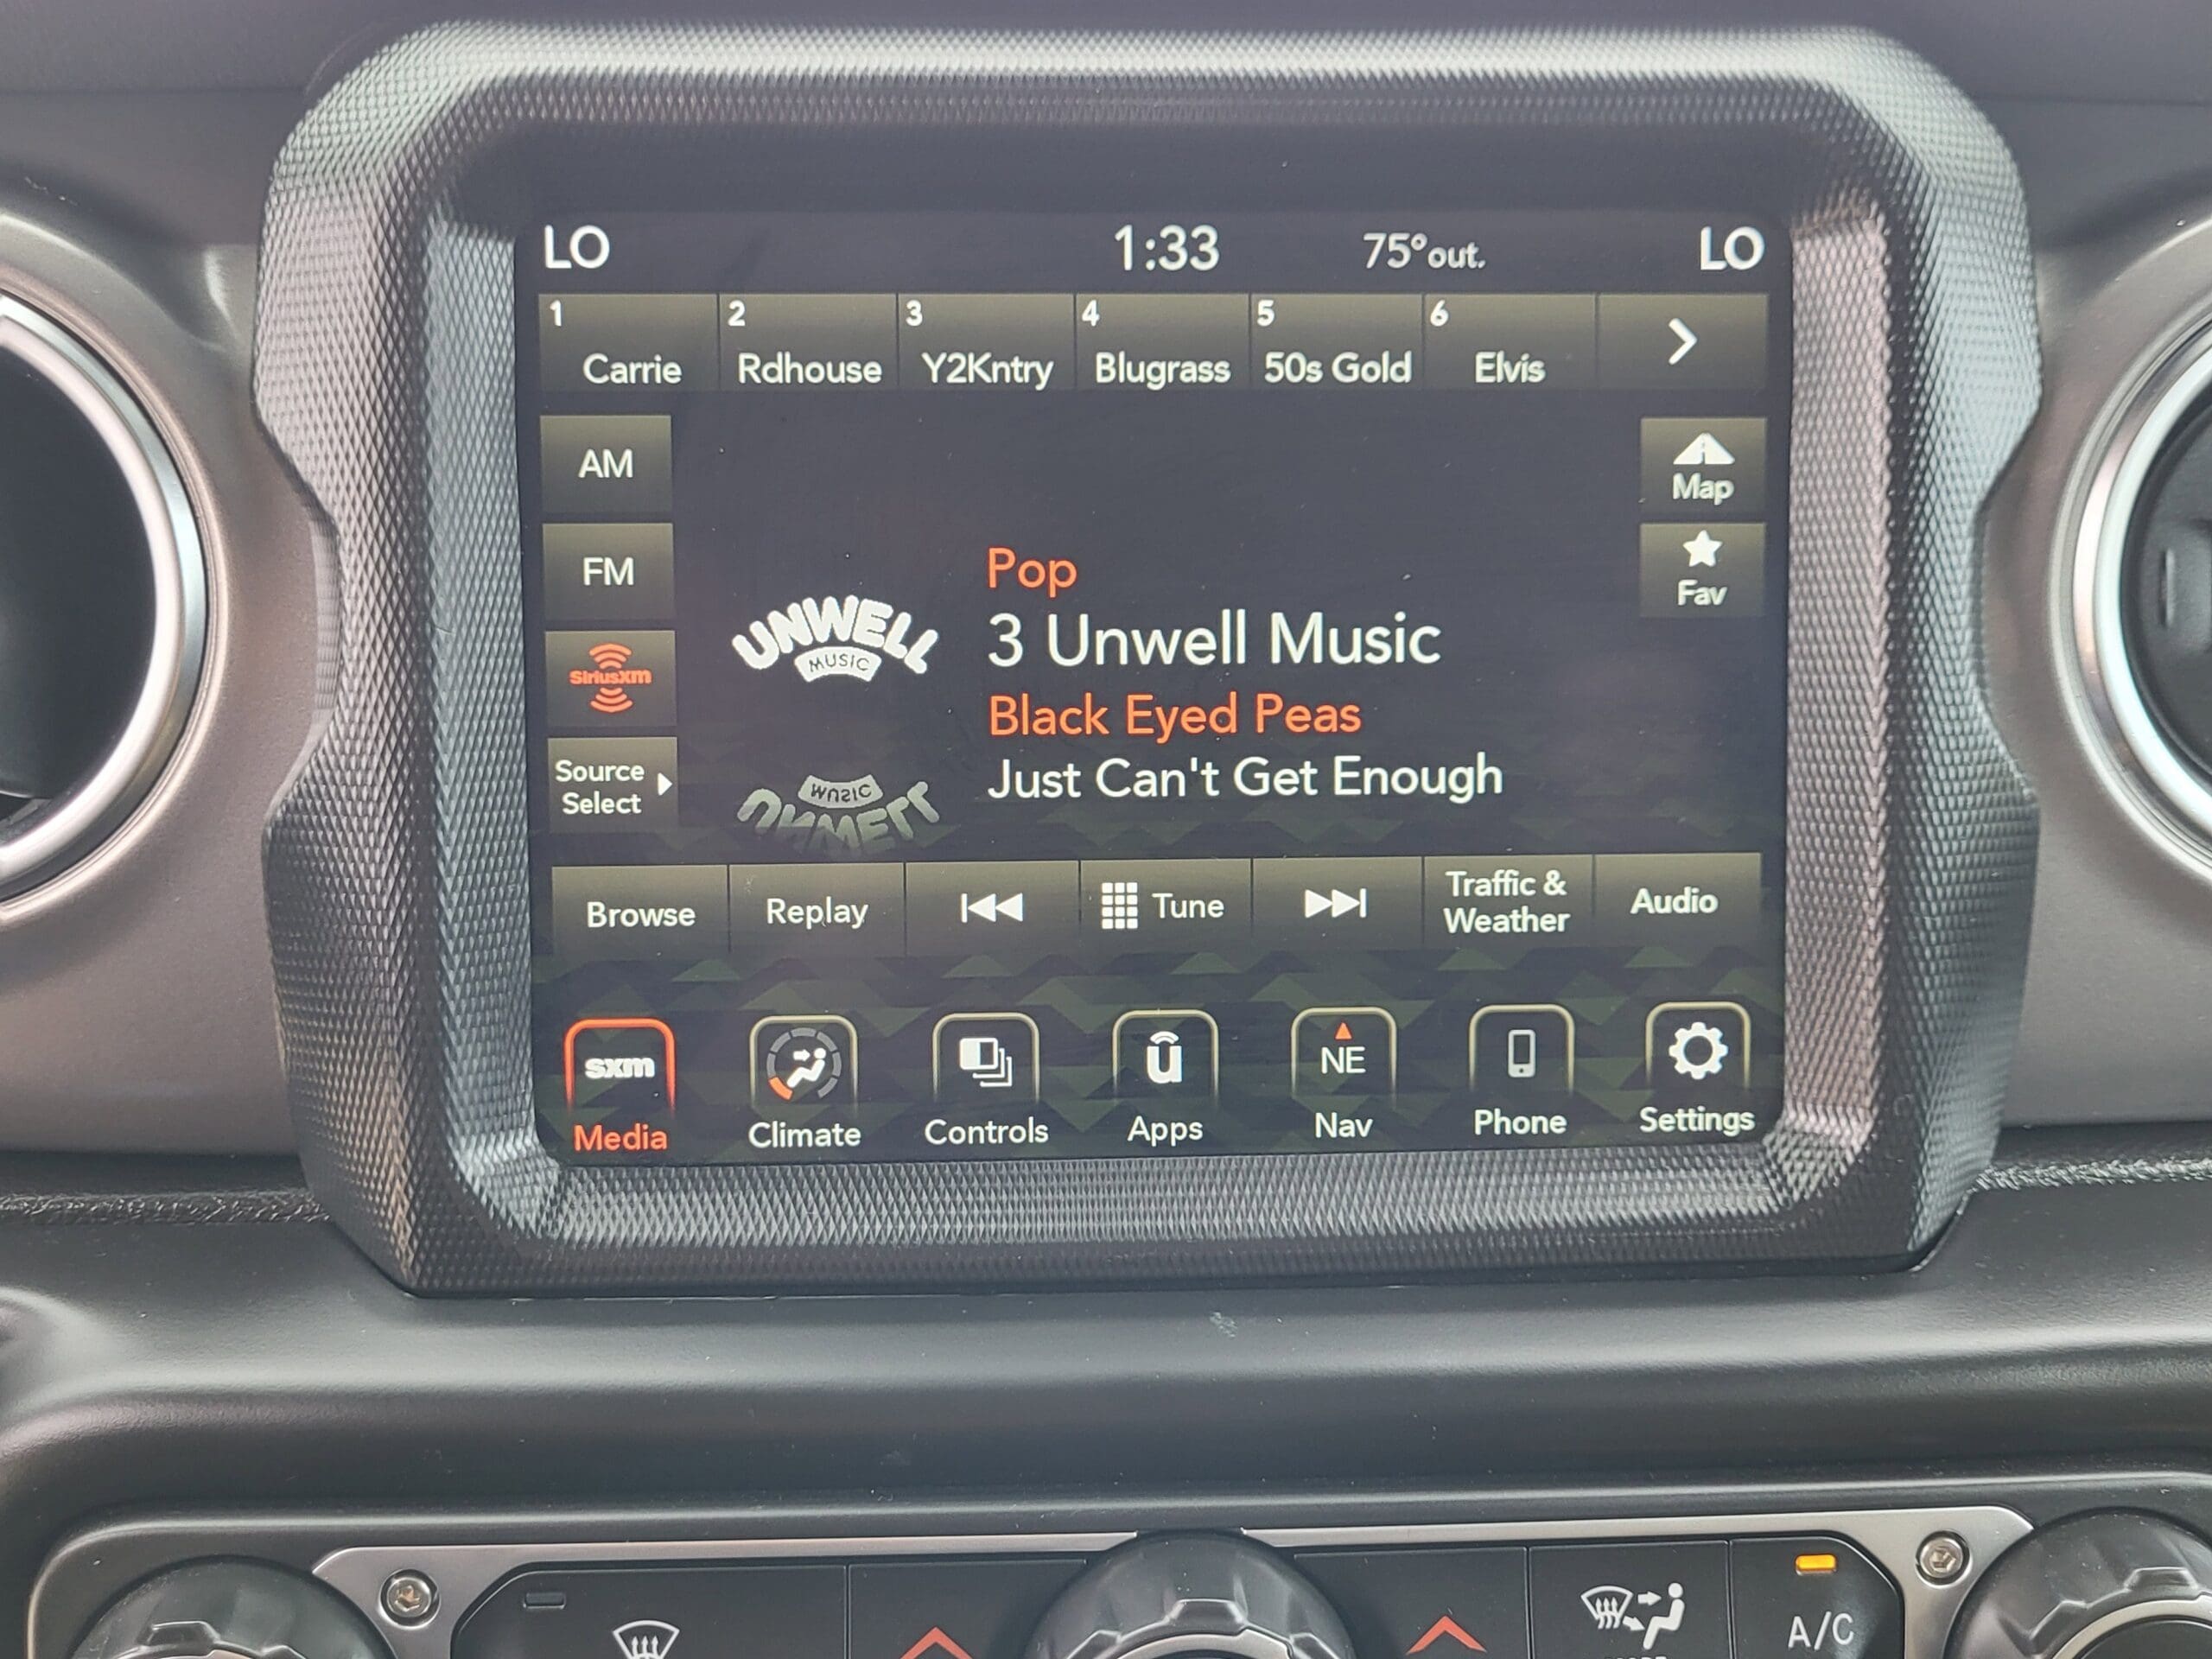 LO 1:33 75°out. LO
1 2 3 4 5 6
Carrie Rdhouse Y2Kntry Blugrass 50s Gold Elvis
AM
Map
FM
Fav
Pop
UNWELL
MUSIC
3 Unwell Music
SiriusXM
Black Eyed Peas
Just Can't Get Enough
Source
Select
MUSIC
UNWELL
Browse Replay Tune Traffic &
Weather Audio
sxm
NE
Media Climate Controls Apps Nav Phone Settings
A/C